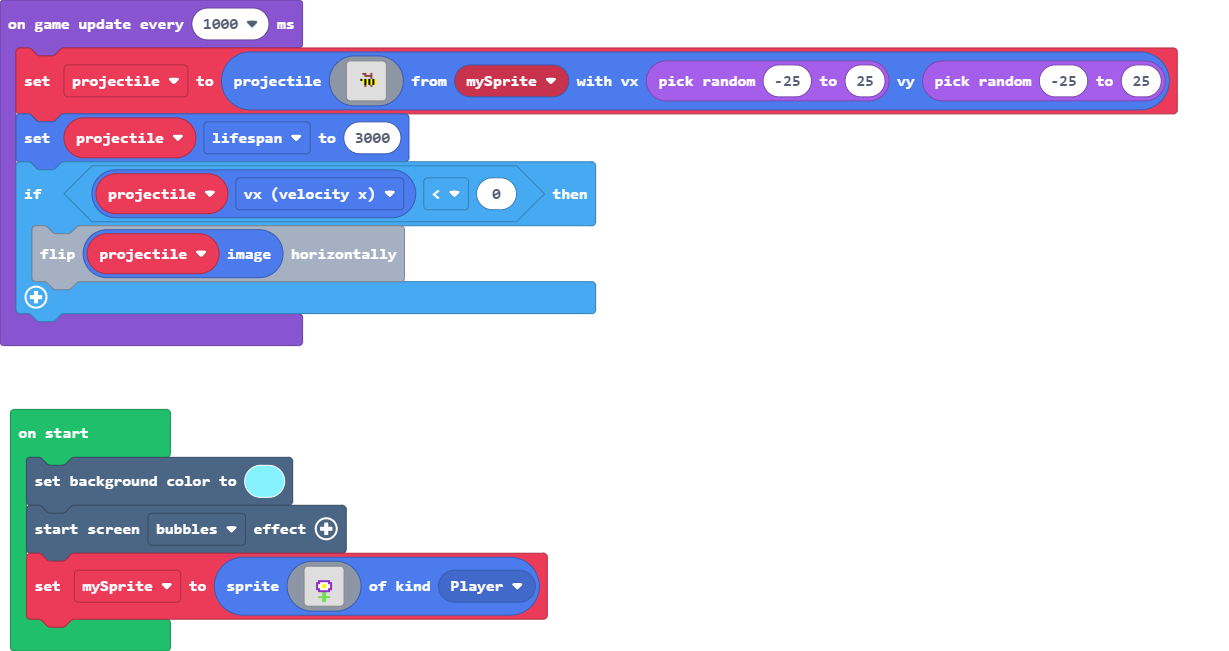 on game update every 1000 ms
set projectile to projectile from mySprite with vx pick random -25 to 25 vy pick random -25 to 25
set projectile lifespan to 3000
if projectile vx (velocity x) < 0 then
flip projectile image horizontally
on start
set background color to
start screen bubbles effect
set mySprite to sprite of kind Player